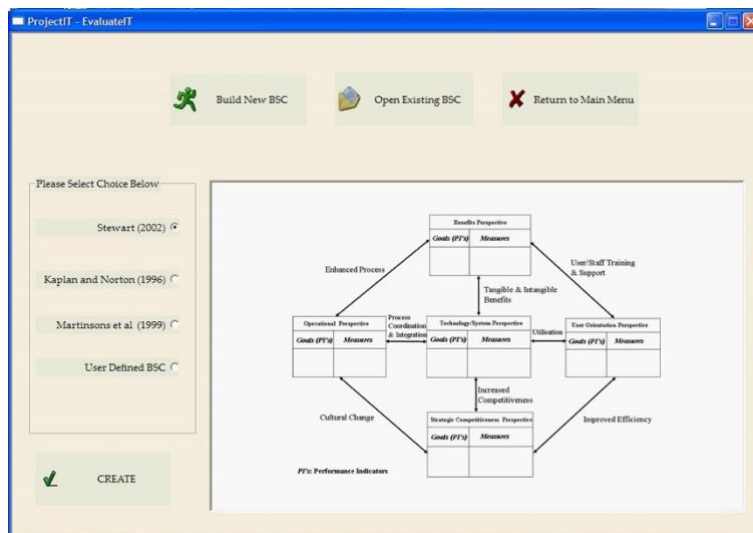 ProjectIT - EvaluateIT
Build New BSC
Open Existing BSC
Return to Main Menu
Please Select Choice Below
Stewart (2002)
Kaplan and Norton (1996)
Martinsons et al (1999)
User Defined BSC
CREATE
Benefits Perspective
Goals (PI's) Measures
Enhanced Process
User/Staff Training
& Support
Tangible & Intangible
Benefits
Operational Perspective
Goals (PI's) Measures
Process
Coordination
& Integration
Technology/System Perspective
Goals (PI's) Measures
Utilisation
User Orientation Perspective
Goals (PI's) Measures
Increased
Competitiveness
Cultural Change
Improved Efficiency
Strategic Competitiveness Perspective
Goals (PI's) Measures
PI's: Performance Indicators